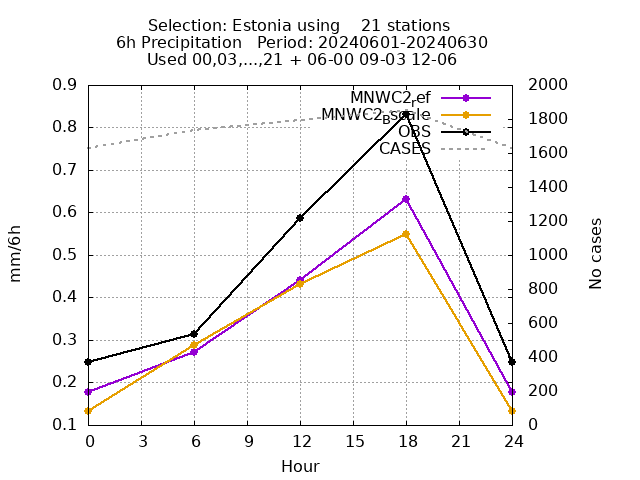 Selection: Estonia using    21 stations
6h Precipitation   Period: 20240601-20240630
Used 00,03,...,21 + 06-00 09-03 12-06
MNWC2ref
MNWC2Bscale
OBS
CASES
0.9
0.8
0.7
0.6
0.5
0.4
0.3
0.2
0.1
mm/6h
2000
1800
1600
1400
1200
1000
800
600
400
200
0
No cases
0 3 6 9 12 15 18 21 24
Hour